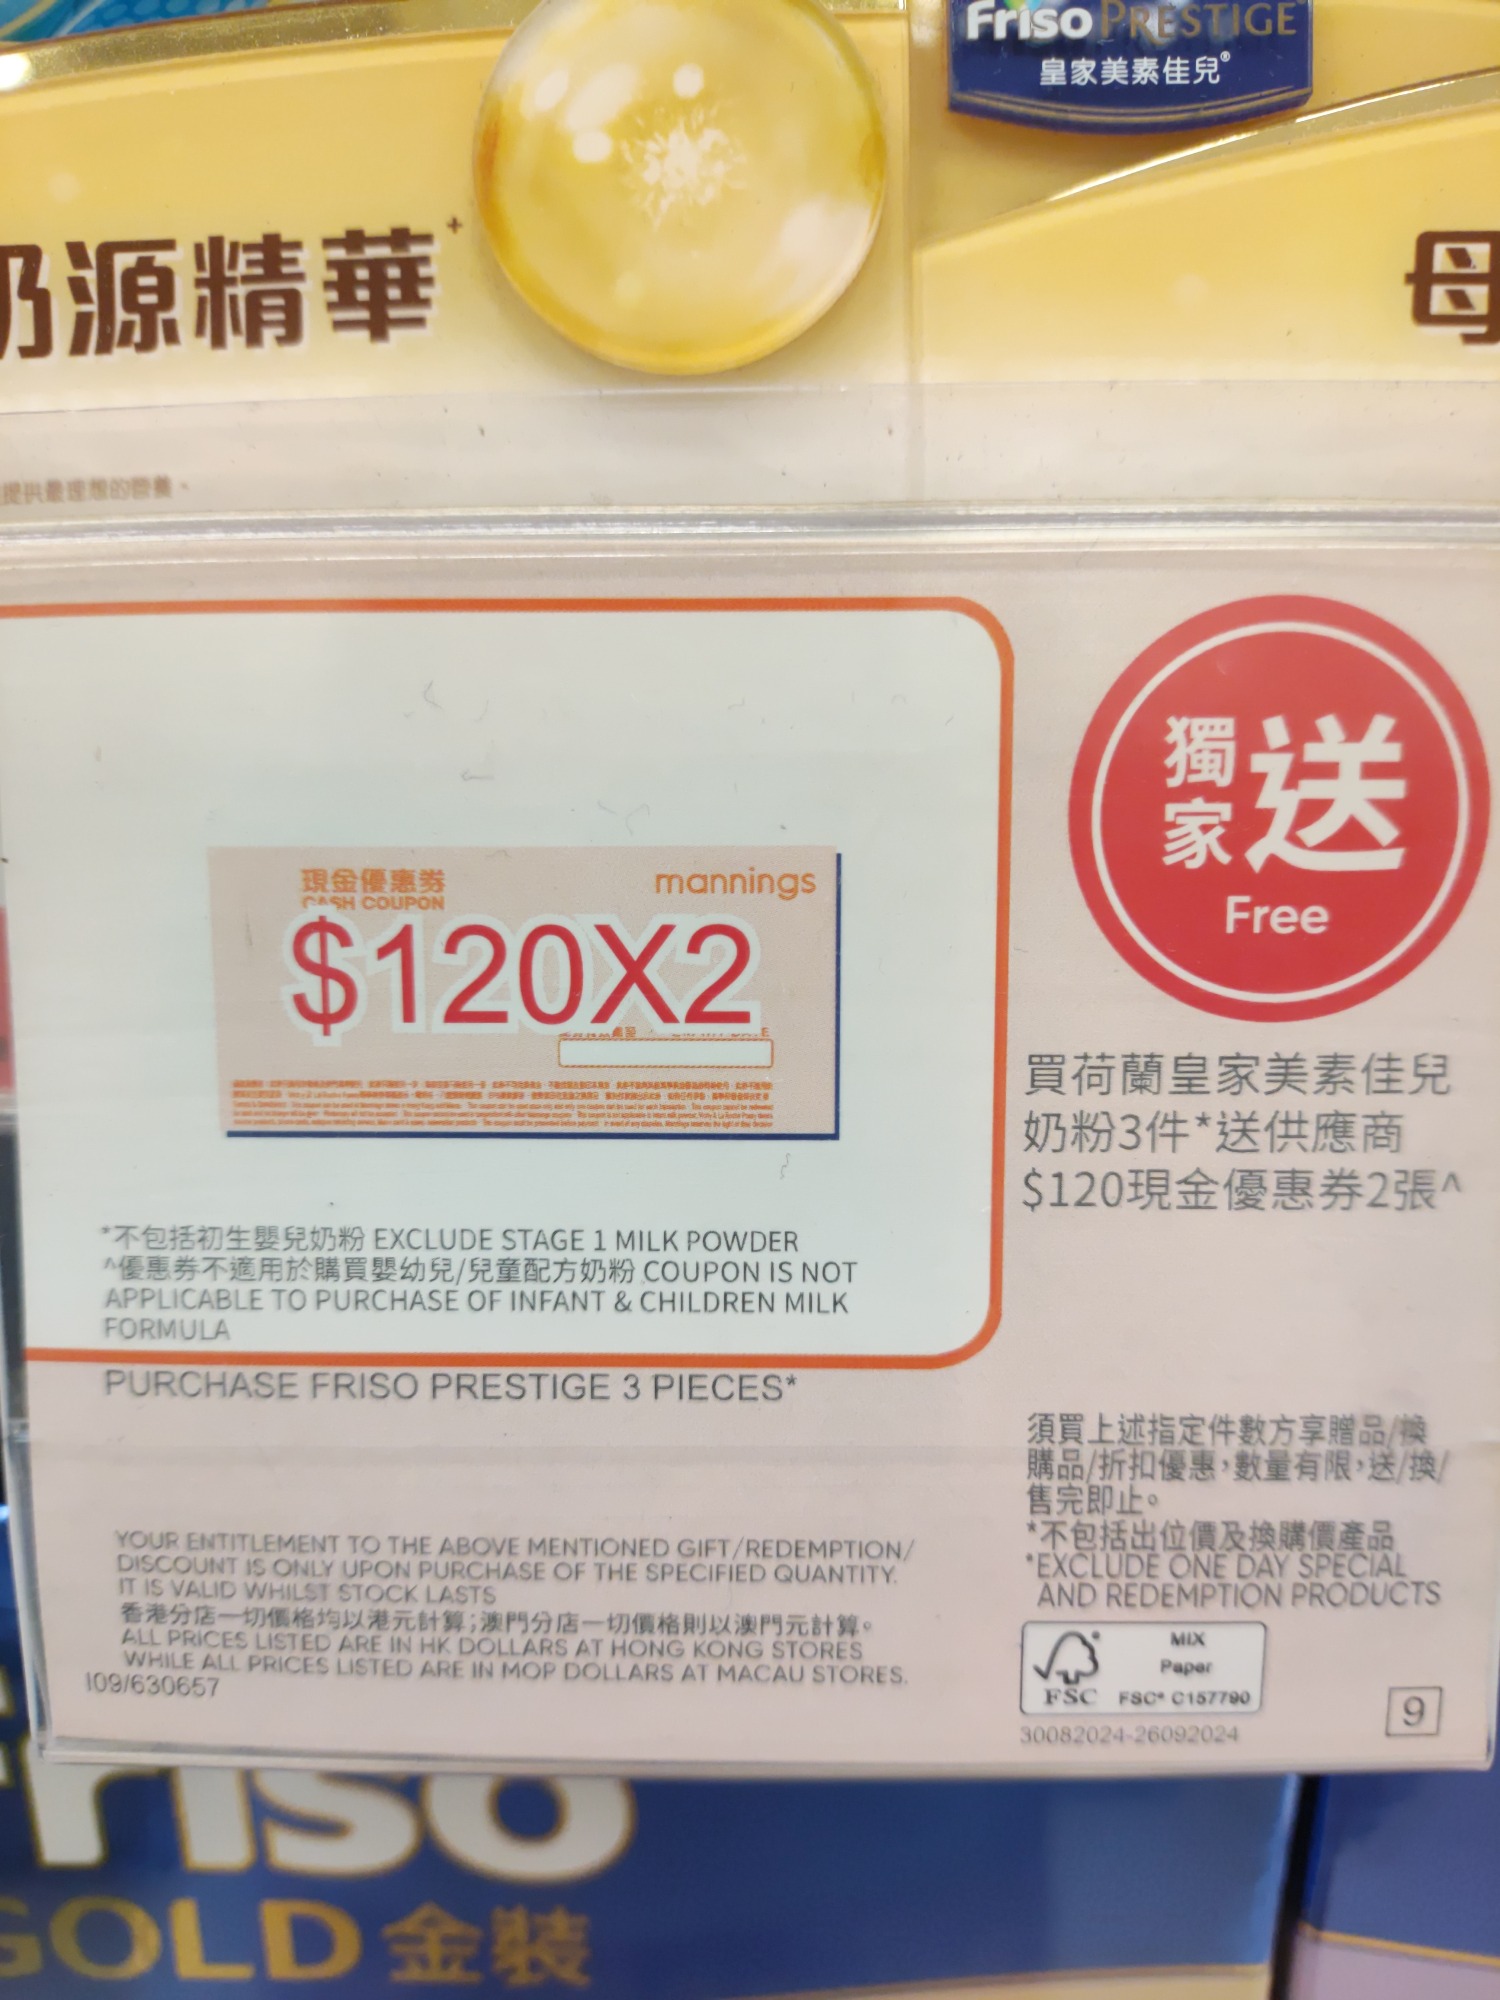 Friso PRESTIGE
皇家美素佳兒®
奶源精華+
母
提供最理想的營養。
獨家送
Free
現金優惠券
mannings
CASH COUPON
$120X2
買荷蘭皇家美素佳兒
奶粉3件*送供應商
$120現金優惠券2張^
*不包括初生嬰兒奶粉 EXCLUDE STAGE 1 MILK POWDER
^優惠券不適用於購買嬰幼兒/兒童配方奶粉 COUPON IS NOT
APPLICABLE TO PURCHASE OF INFANT & CHILDREN MILK
FORMULA
PURCHASE FRISO PRESTIGE 3 PIECES*
須買上述指定件數方享贈品/換
購品/折扣優惠，數量有限，送/換/
售完即止。
*不包括出位價及換購價產品
*EXCLUDE ONE DAY SPECIAL
AND REDEMPTION PRODUCTS
YOUR ENTITLEMENT TO THE ABOVE MENTIONED GIFT/REDEMPTION/
DISCOUNT IS ONLY UPON PURCHASE OF THE SPECIFIED QUANTITY.
IT IS VALID WHILST STOCK LASTS
香港分店一切價格均以港元計算；澳門分店一切價格則以澳門元計算。
ALL PRICES LISTED ARE IN HK DOLLARS AT HONG KONG STORES
WHILE ALL PRICES LISTED ARE IN MOP DOLLARS AT MACAU STORES.
I09/630657
MIX
Paper
FSC
FSC® C157790
30082024-26092024
9
Friso
GOLD 金裝